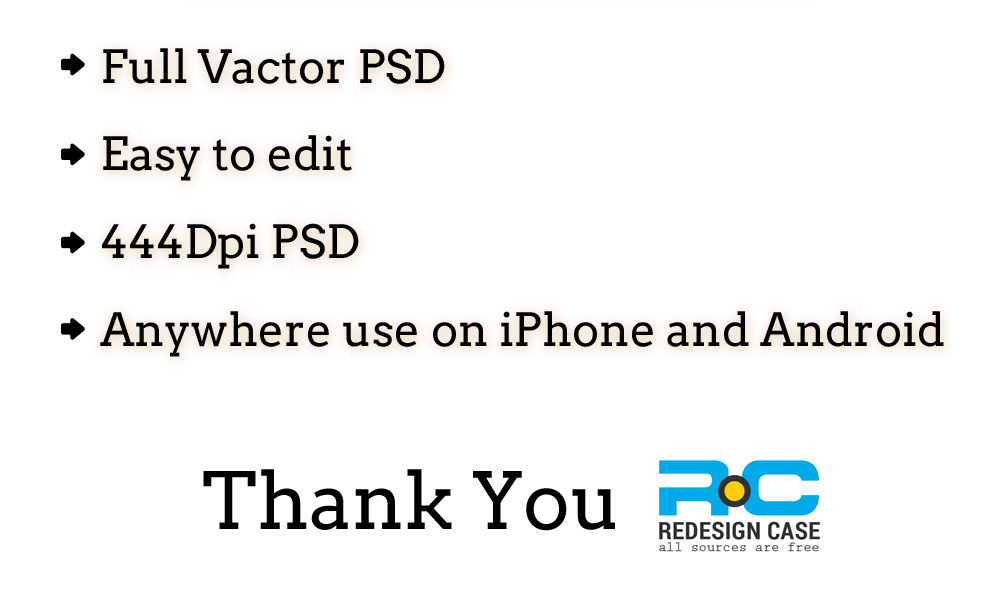 Full Vactor PSD
Easy to edit
444Dpi PSD
Anywhere use on iPhone and Android
Thank You
RC
REDESIGN CASE
all sources are free